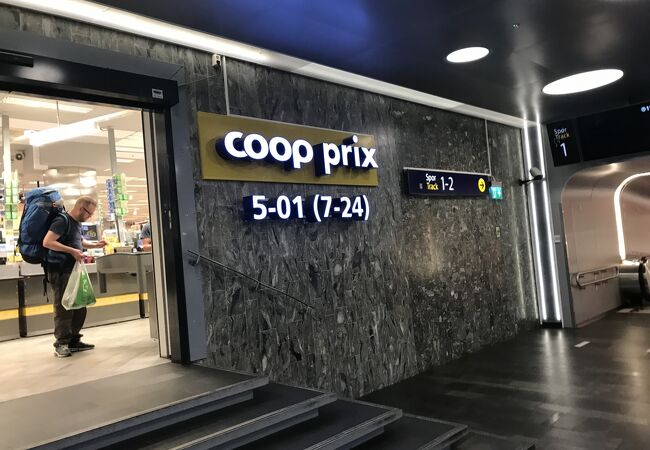 coop prix
5-01 (7-24)
Spor
Track 1-2
Spor
Track 1